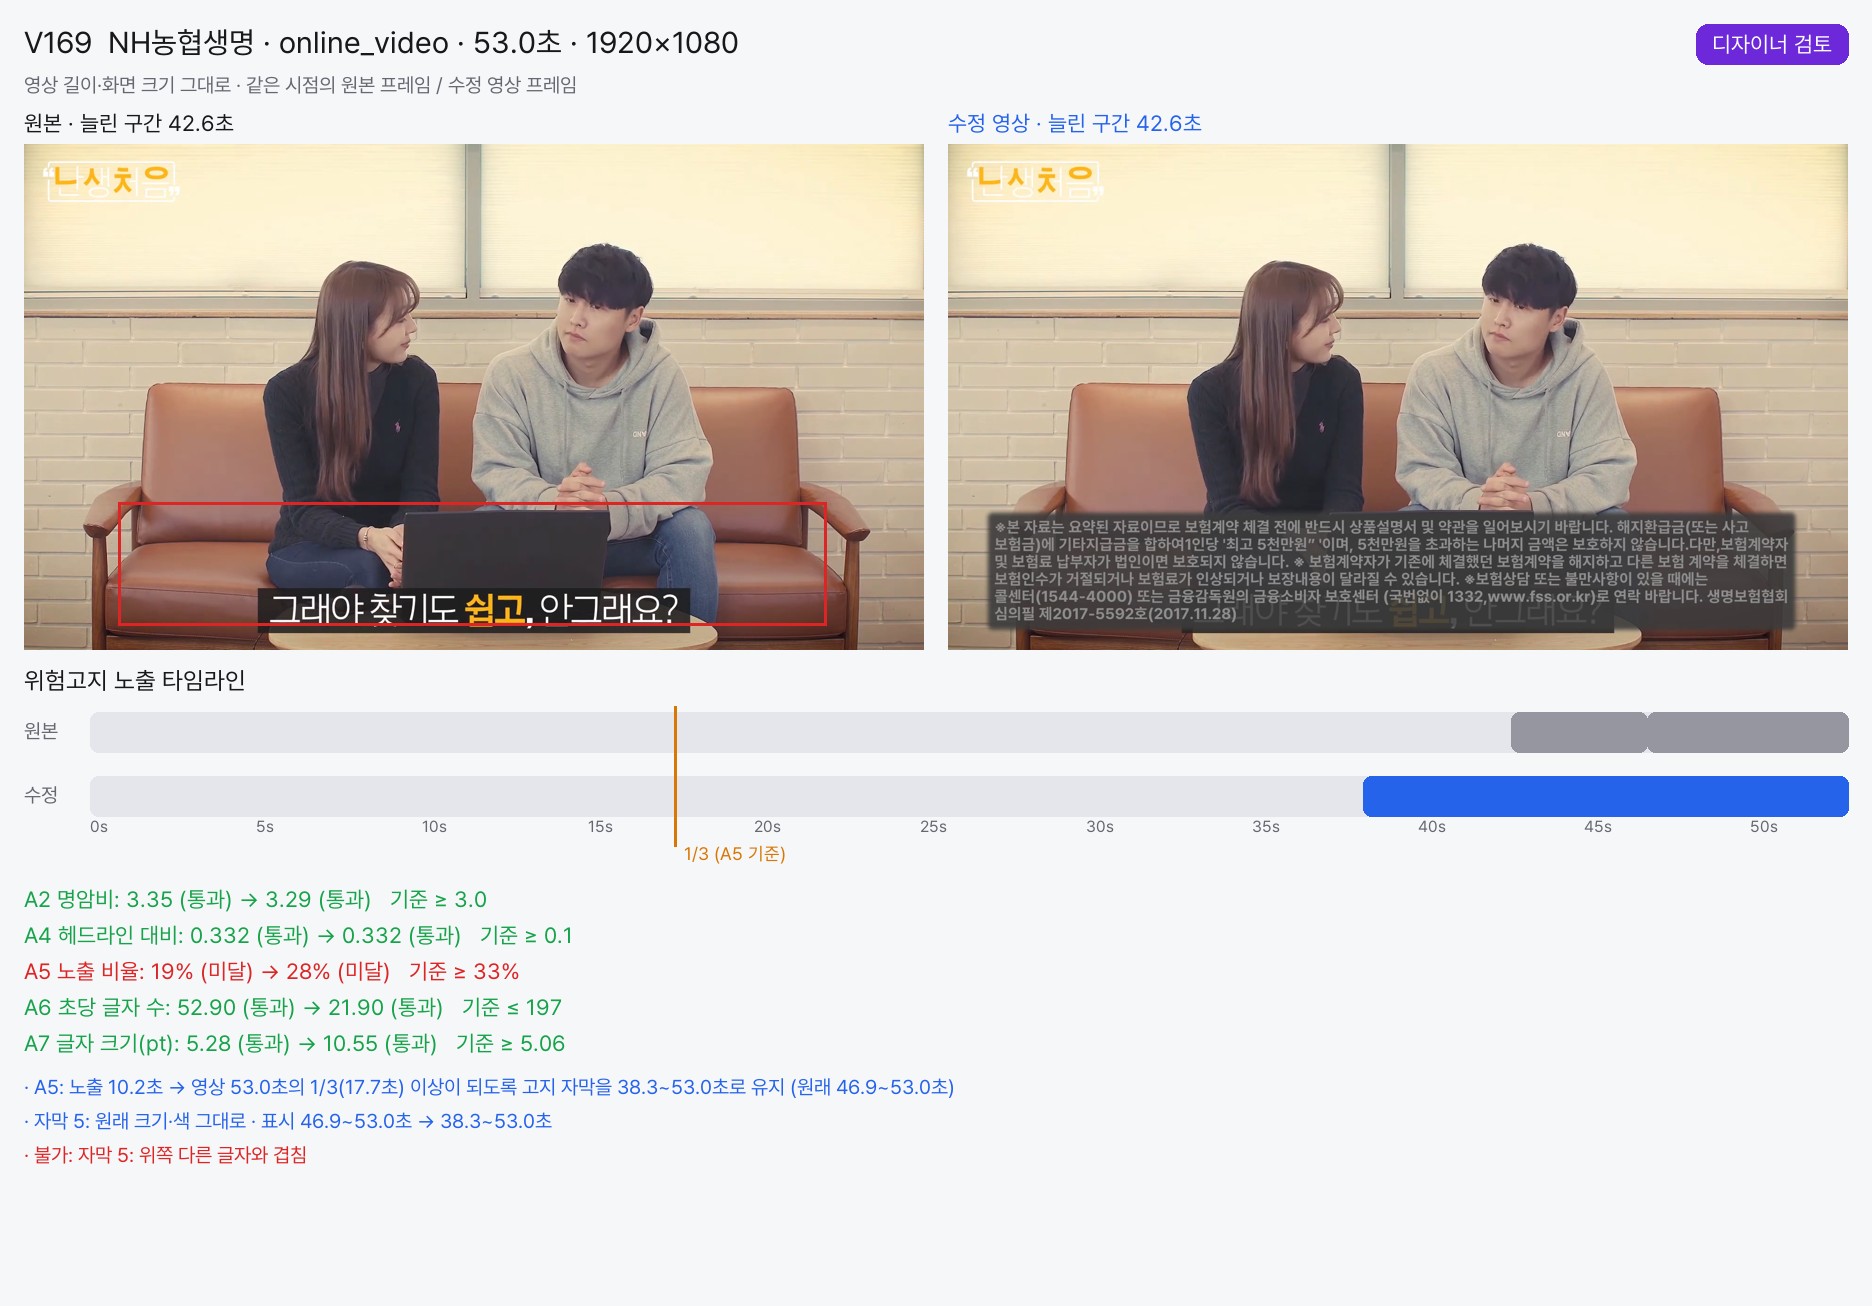 V169 NH농협생명 · online_video · 53.0초 · 1920×1080
디자이너 검토
영상 길이·화면 크기 그대로 · 같은 시점의 원본 프레임 / 수정 영상 프레임
원본 · 늘린 구간 42.6초
수정 영상 · 늘린 구간 42.6초
“난생처음”
그래야 찾기도 쉽고, 안그래요?
“난생처음”
※본 자료는 요약된 자료이므로 보험계약 체결 전에 반드시 상품설명서 및 약관을 일어보시기 바랍니다. 해지환급금(또는 사고
보험금)에 기타지급금을 합하여1인당 '최고 5천만원” '이며, 5천만원을 초과하는 나머지 금액은 보호하지 않습니다.다만,보험계약자
및 보험료 납부자가 법인이면 보호되지 않습니다. ※ 보험계약자가 기존에 체결했던 보험계약을 해지하고 다른 보험 계약을 체결하면
보험인수가 거절되거나 보험료가 인상되거나 보장내용이 달라질 수 있습니다. ※보험상담 또는 불만사항이 있을 때에는
콜센터(1544-4000) 또는 금융감독원의 금융소비자 보호센터 (국번없이 1332,www.fss.or.kr)로 연락 바랍니다. 생명보험협회
심의필 제2017-5592호(2017.11.28)
위험고지 노출 타임라인
원본
수정
0s 5s 10s 15s 20s 25s 30s 35s 40s 45s 50s
1/3 (A5 기준)
A2 명암비: 3.35 (통과) → 3.29 (통과) 기준 ≥ 3.0
A4 헤드라인 대비: 0.332 (통과) → 0.332 (통과) 기준 ≥ 0.1
A5 노출 비율: 19% (미달) → 28% (미달) 기준 ≥ 33%
A6 초당 글자 수: 52.90 (통과) → 21.90 (통과) 기준 ≤ 197
A7 글자 크기(pt): 5.28 (통과) → 10.55 (통과) 기준 ≥ 5.06
· A5: 노출 10.2초 → 영상 53.0초의 1/3(17.7초) 이상이 되도록 고지 자막을 38.3~53.0초로 유지 (원래 46.9~53.0초)
· 자막 5: 원래 크기·색 그대로 · 표시 46.9~53.0초 → 38.3~53.0초
· 불가: 자막 5: 위쪽 다른 글자와 겹침